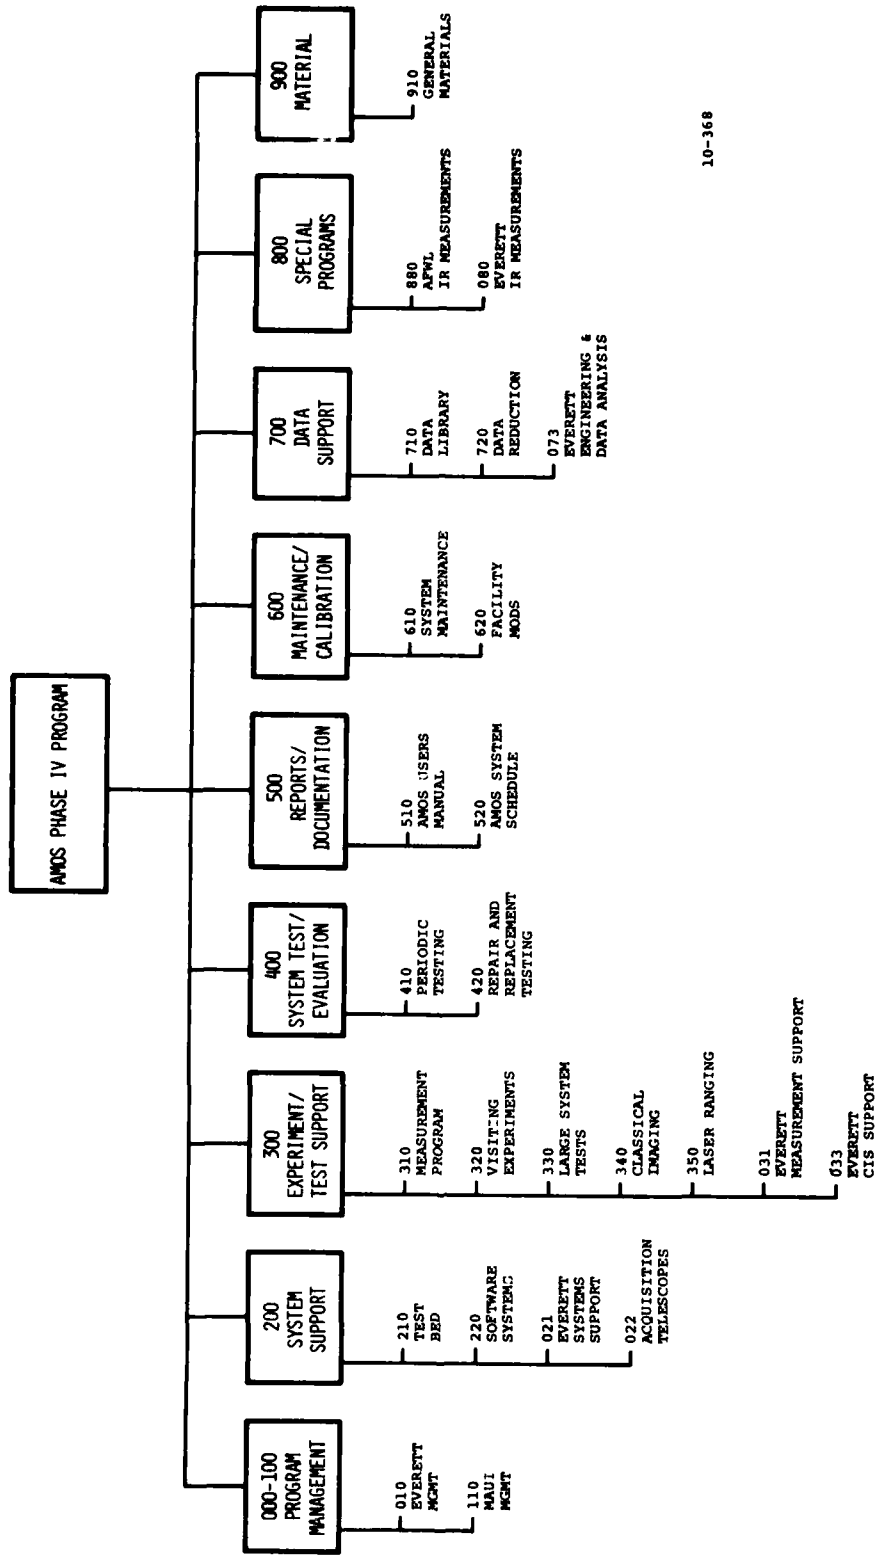 AMOS PHASE IV PROGRAM
000-100
PROGRAM
MANAGEMENT
010
EVERETT
MGMT
110
MAUI
MGMT
200
SYSTEM
SUPPORT
210
TEST
BED
220
SOFTWARE
SYSTEMS
021
EVERETT
SYSTEMS
SUPPORT
022
ACQUISITION
TELESCOPES
300
EXPERIMENT/
TEST SUPPORT
310
MEASUREMENT
PROGRAM
320
VISITING
EXPERIMENTS
330
LARGE SYSTEM
TESTS
340
CLASSICAL
IMAGING
350
LASER RANGING
031
EVERETT
MEASUREMENT SUPPORT
033
EVERETT
CIS SUPPORT
400
SYSTEM TEST/
EVALUATION
410
PERIODIC
TESTING
420
REPAIR AND
REPLACEMENT
TESTING
500
REPORTS/
DOCUMENTATION
510
AMOS USERS
MANUAL
520
AMOS SYSTEM
SCHEDULE
600
MAINTENANCE/
CALIBRATION
610
SYSTEM
MAINTENANCE
620
FACILITY
MODS
700
DATA
SUPPORT
710
DATA
LIBRARY
720
DATA
REDUCTION
073
EVERETT
ENGINEERING &
DATA ANALYSIS
800
SPECIAL
PROGRAMS
880
AFWL
IR MEASUREMENTS
080
EVERETT
IR MEASUREMENTS
900
MATERIAL
910
GENERAL
MATERIALS
10-368